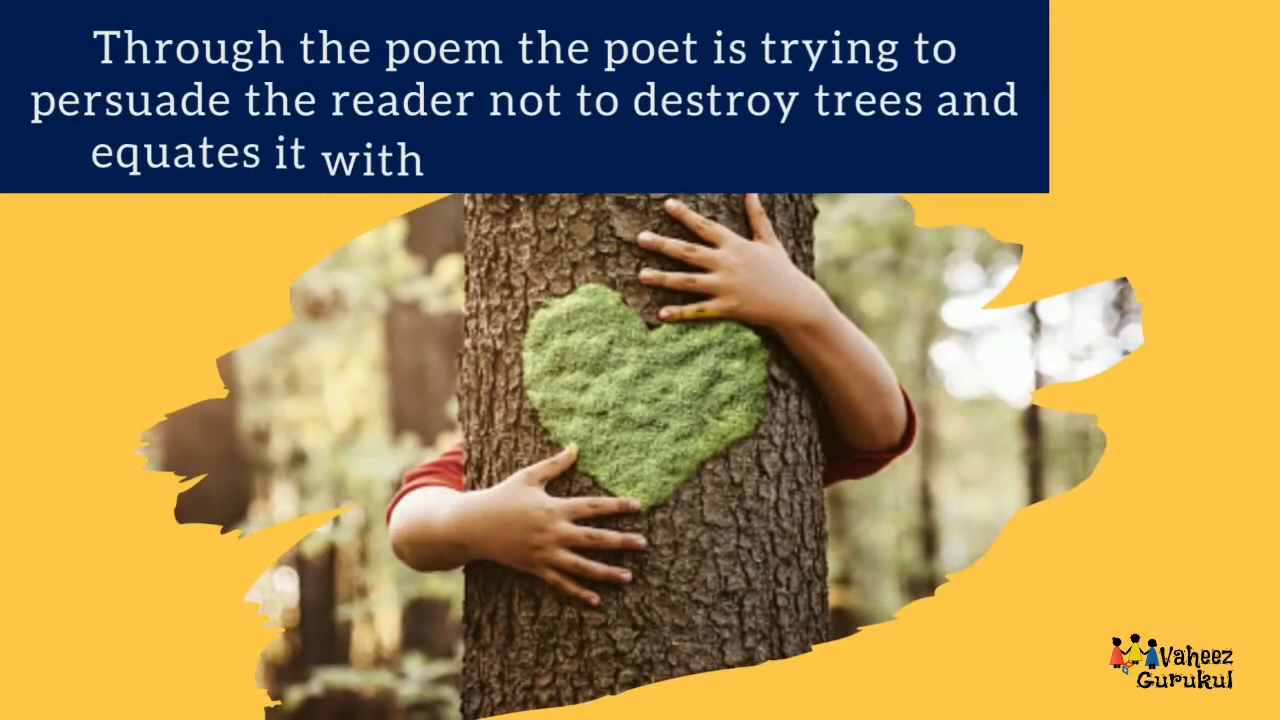 Through the poem the poet is trying to
persuade the reader not to destroy trees and
equates it with
Vaheez
Gurukul